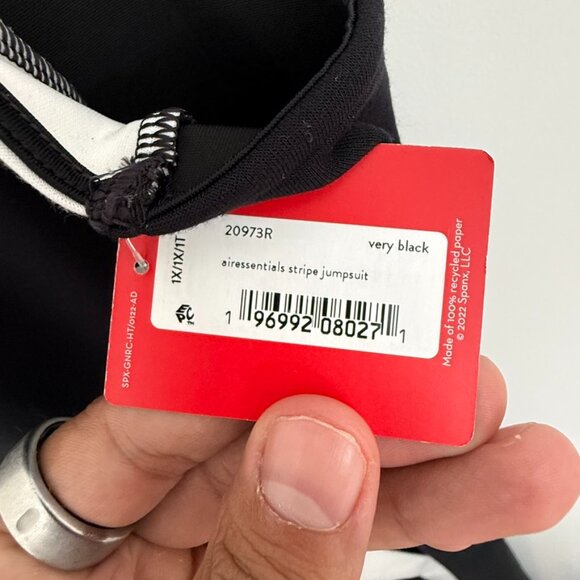 20973R
very black
1X/1X/1T
airessentials stripe jumpsuit
1 96992 08027 1
SPX-GNRC-HT/0122-AD
Made of 100% recycled paper
© 2022 Spanx, LLC